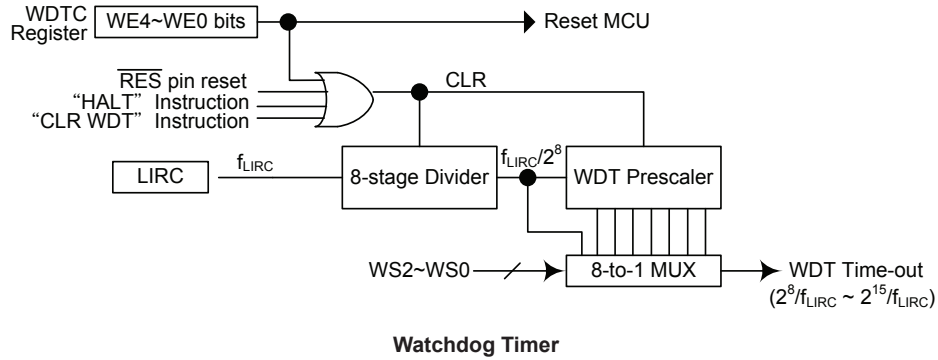 WDTC
Register
WE4~WE0 bits
Reset MCU
RES pin reset
“HALT” Instruction
“CLR WDT” Instruction
CLR
LIRC
fLIRC
8-stage Divider
fLIRC/2⁸
WDT Prescaler
WS2~WS0
8-to-1 MUX
WDT Time-out
(2⁸/fLIRC ~ 2¹⁵/fLIRC)
Watchdog Timer